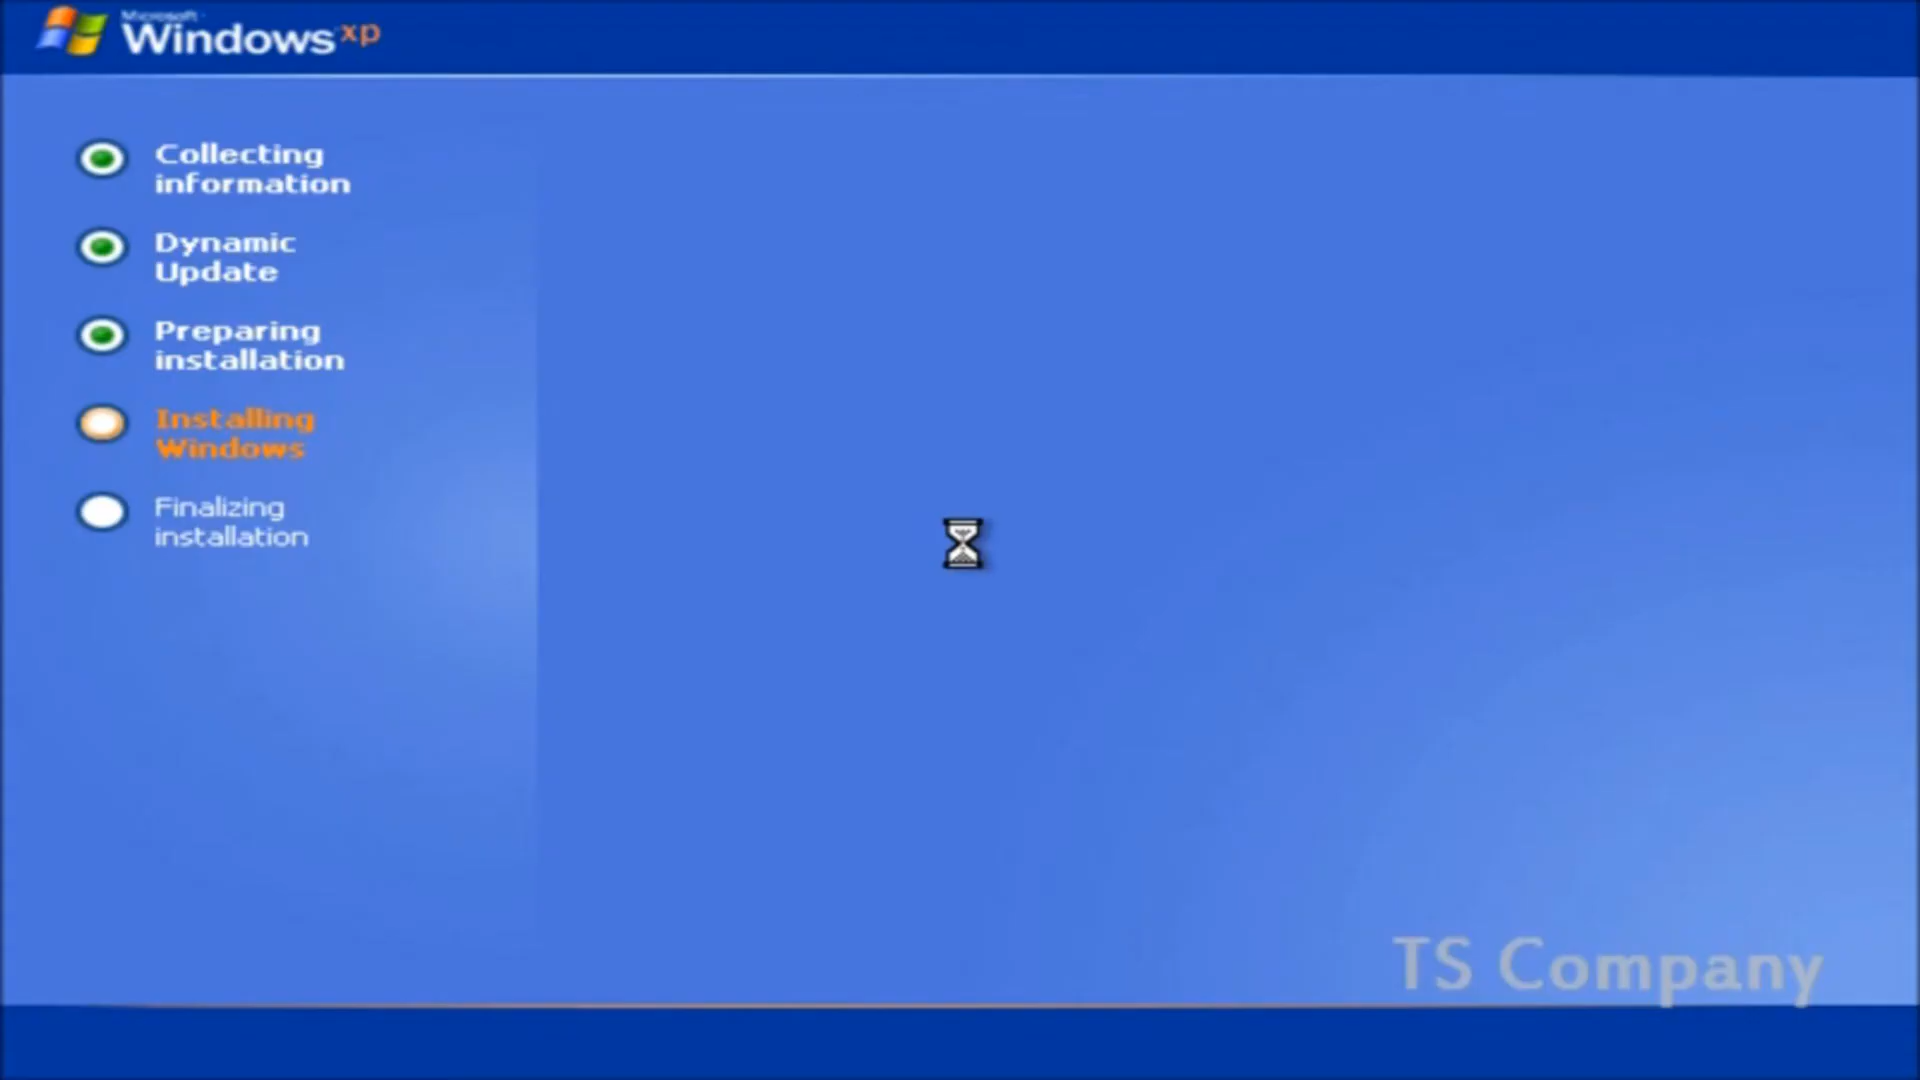 Microsoft
Windows xp
Collecting
information
Dynamic
Update
Preparing
installation
Installing
Windows
Finalizing
installation
TS Company